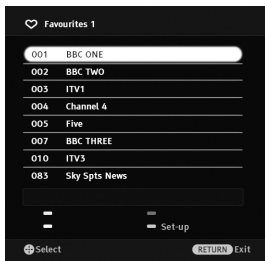 Favourites 1
001 BBC ONE
002 BBC TWO
003 ITV1
004 Channel 4
005 Five
007 BBC THREE
010 ITV3
083 Sky Spts News
Set-up
Select RETURN Exit